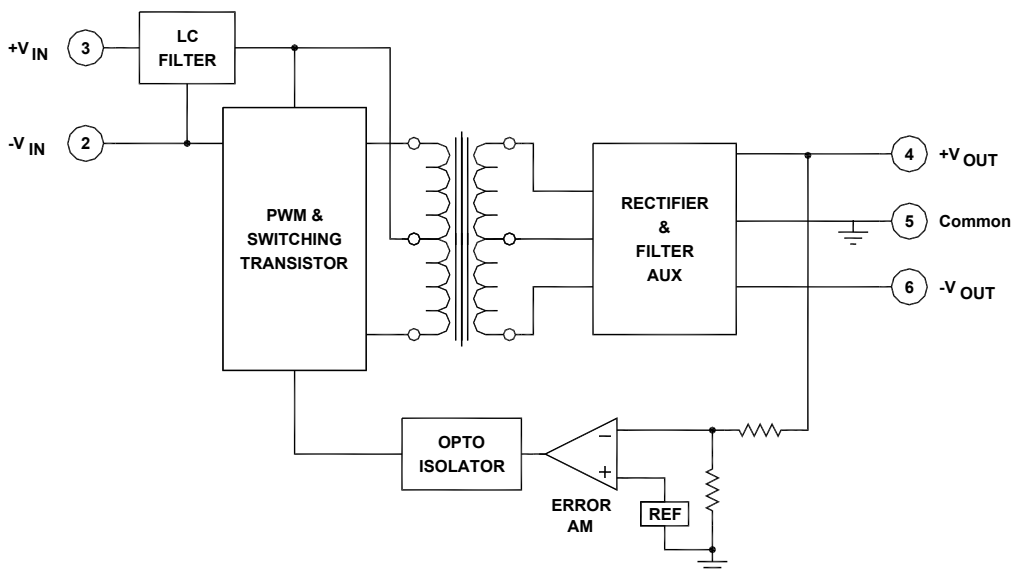 LC
FILTER
+V IN
3
-V IN
2
PWM &
SWITCHING
TRANSISTOR
RECTIFIER
&
FILTER
AUX
4
+V OUT
5
Common
6
-V OUT
OPTO
ISOLATOR
−
+
ERROR
AM
REF